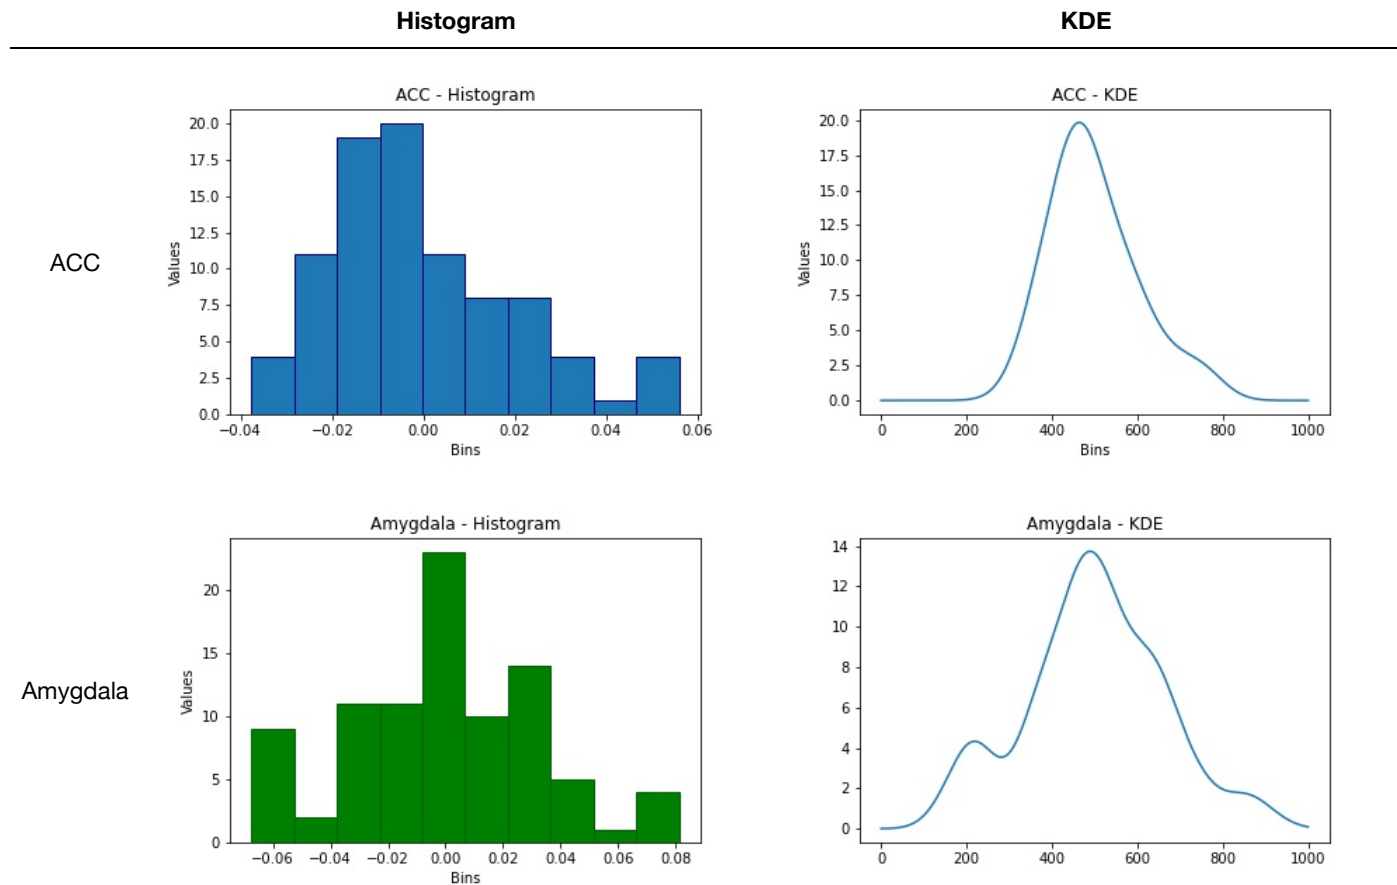 Histogram KDE
ACC
ACC - Histogram
Values
20.0
17.5
15.0
12.5
10.0
7.5
5.0
2.5
0.0
−0.04 −0.02 0.00 0.02 0.04 0.06
Bins
ACC - KDE
Values
20.0
17.5
15.0
12.5
10.0
7.5
5.0
2.5
0.0
0 200 400 600 800 1000
Bins
Amygdala
Amygdala - Histogram
Values
20
15
10
5
0
−0.06 −0.04 −0.02 0.00 0.02 0.04 0.06 0.08
Bins
Amygdala - KDE
14
12
10
8
6
4
2
0
0 200 400 600 800 1000